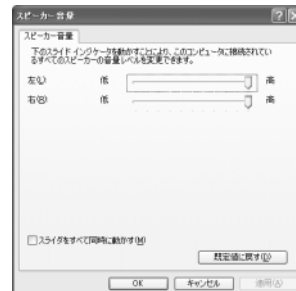 スピーカー音量
スピーカー音量
下のスライド インジケータを動かすことにより、このコンピュータに接続されてい
るすべてのスピーカーの音量レベルを変更できます。
左(L) 低 高
右(R) 低 高
スライダをすべて同時に動かす(M)
既定値に戻す(D)
OK キャンセル 適用(A)